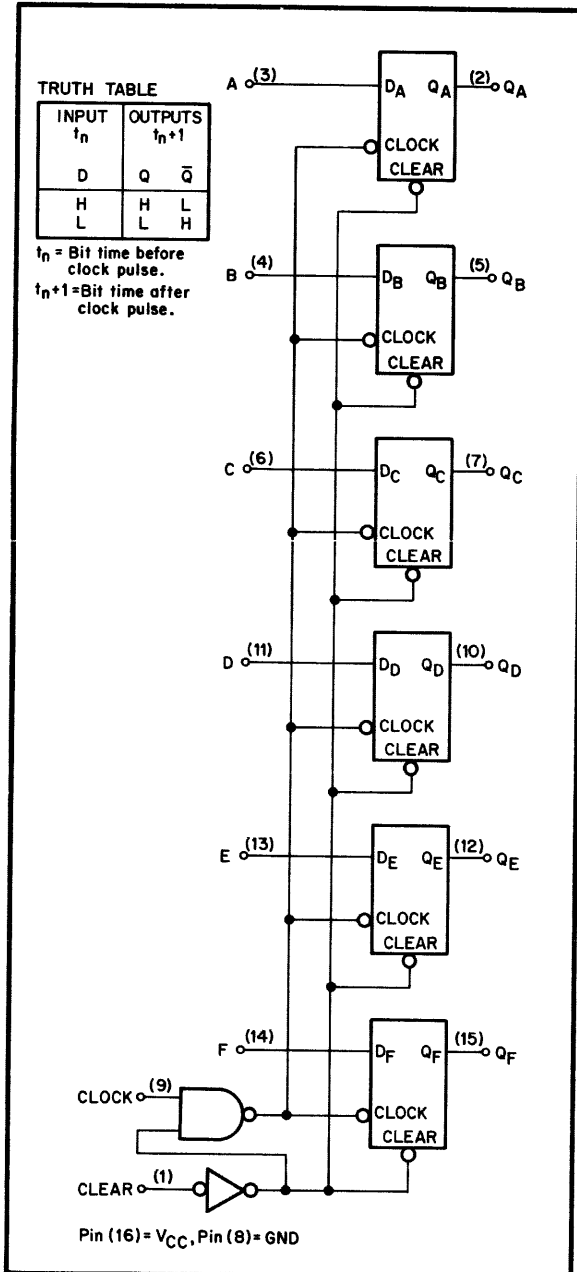 TRUTH TABLE
INPUT OUTPUTS
tn tn+1
D Q Q̅
H H L
L L H
tn = Bit time before
clock pulse.
tn+1 = Bit time after
clock pulse.
A (3) DA QA (2) QA
CLOCK
CLEAR
B (4) DB QB (5) QB
CLOCK
CLEAR
C (6) DC QC (7) QC
CLOCK
CLEAR
D (11) DD QD (10) QD
CLOCK
CLEAR
E (13) DE QE (12) QE
CLOCK
CLEAR
F (14) DF QF (15) QF
CLOCK (9) CLOCK
CLEAR
CLEAR (1)
Pin (16) = VCC, Pin (8) = GND